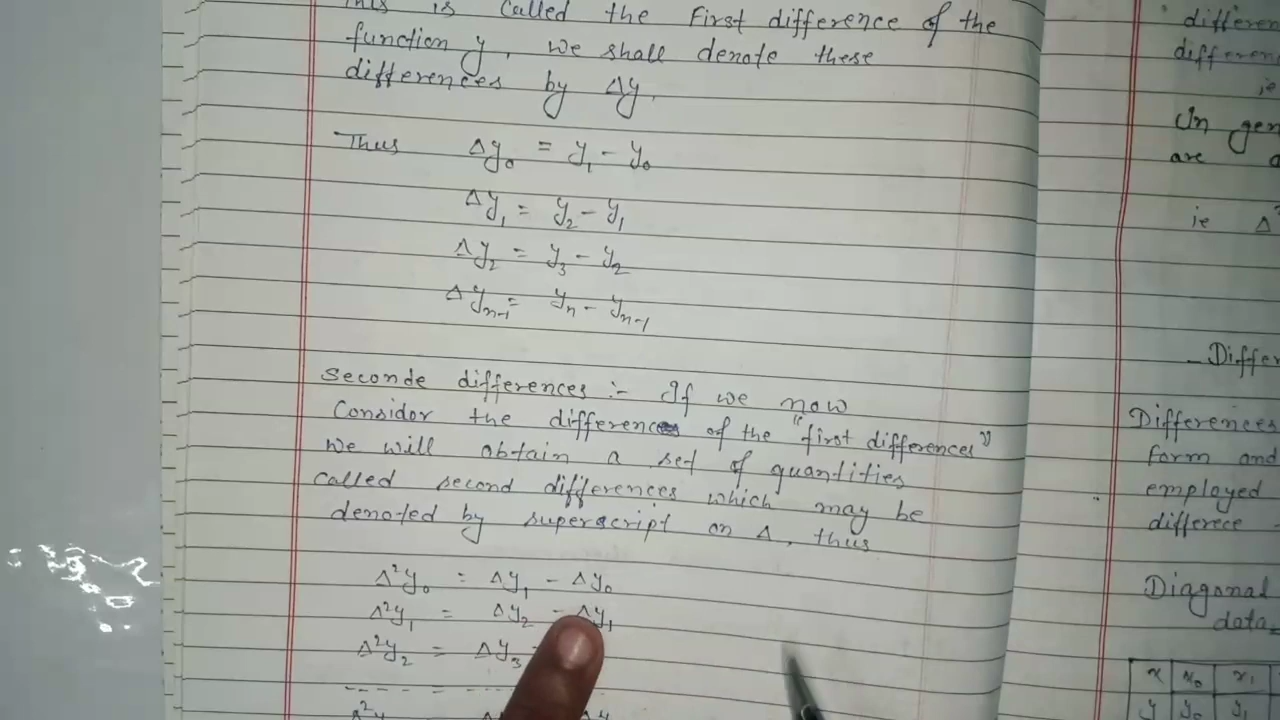 This is called the First difference of the
function y, we shall denote these
differences by Δy.
Thus Δy₀ = y₁ - y₀
Δy₁ = y₂ - y₁
Δy₂ = y₃ - y₂
Δyₙ₋₁ = yₙ - yₙ₋₁
Seconde differences :- If we now
Consider the differences of the "first differences"
We will obtain a set of quantities
called second differences which may be
denoted by superscript on Δ, thus
Δ²y₀ = Δy₁ - Δy₀
Δ²y₁ = Δy₂ - Δy₁
Δ²y₂ = Δy₃
ie
In gen
are
ie Δ
Differences
form and
employed
differece
Diagonal
data
x x₀ x₁
y y₀ y₁